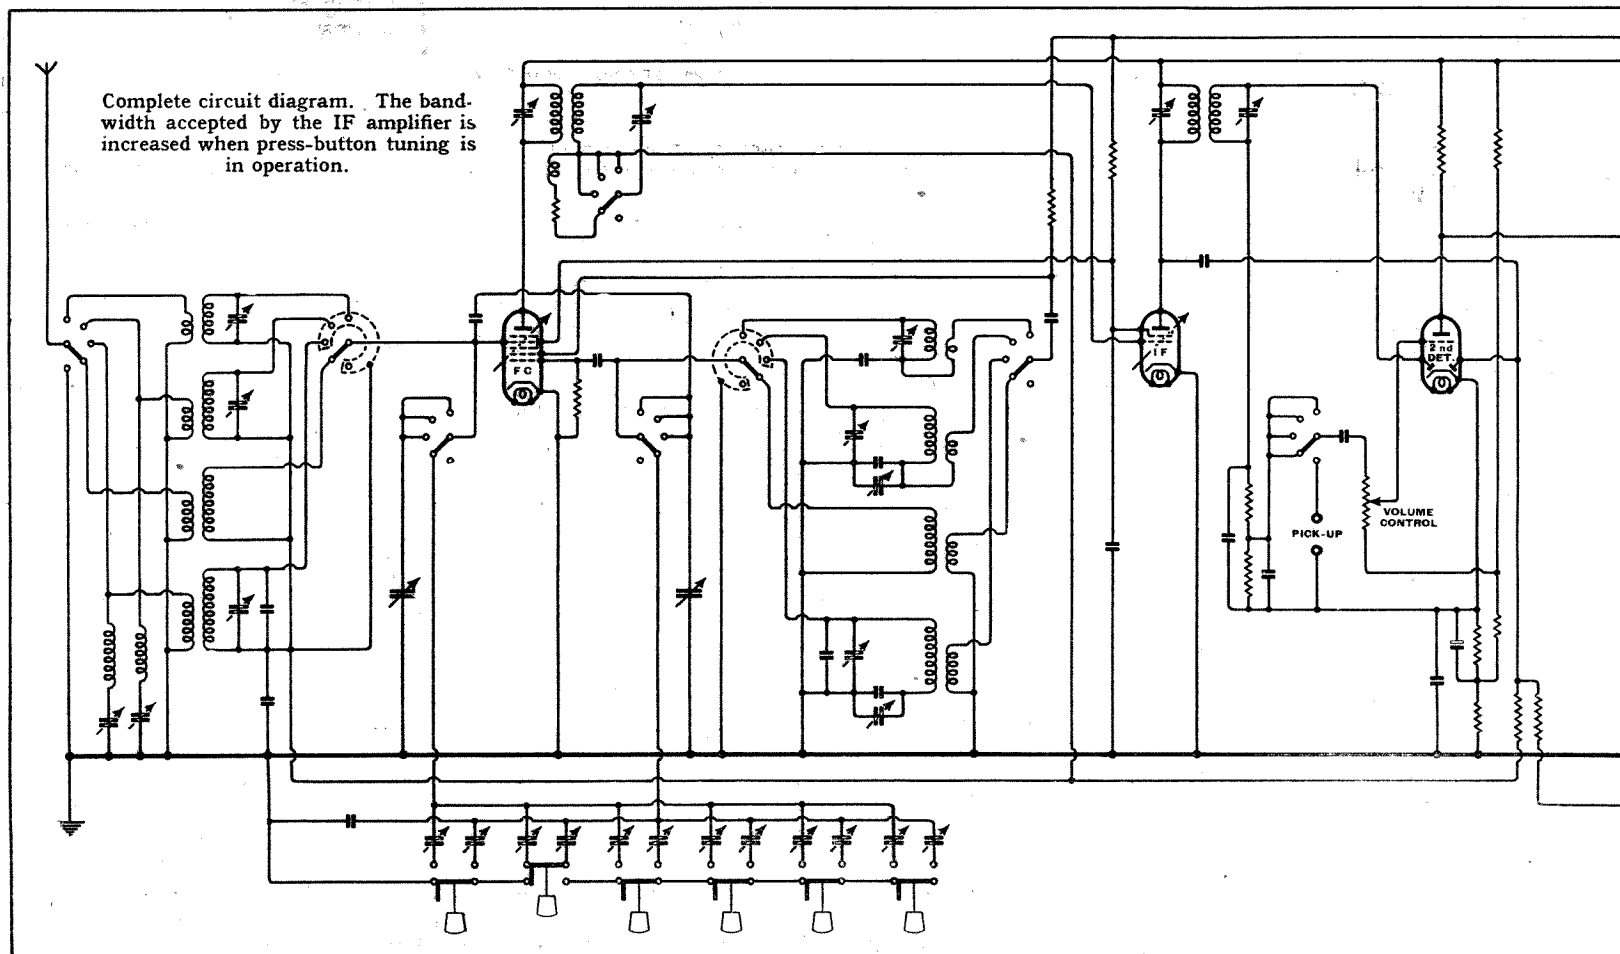 Complete circuit diagram. The band-
width accepted by the IF amplifier is
increased when press-button tuning is
in operation.
FC
IF
2nd
DET.
VOLUME
CONTROL
PICK-UP